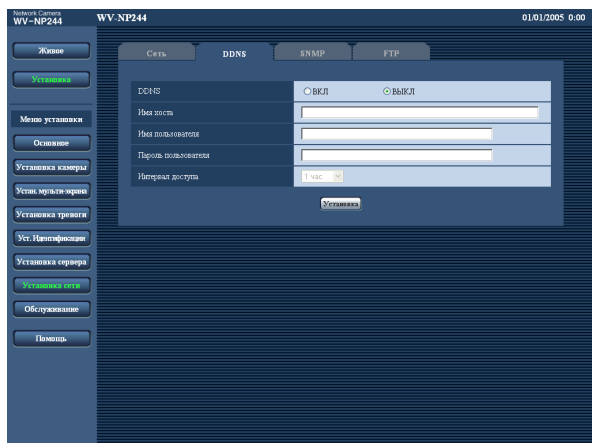 Network Camera
WV-NP244
WV-NP244
01/01/2005 0:00
Живое
Установка
Меню установки
Основное
Установка камеры
Устан. мульти-экрана
Установка тревоги
Уст. Идентификации
Установка сервера
Установка сети
Обслуживание
Помощь
Сеть
DDNS
SNMP
FTP
DDNS
ВКЛ
ВЫКЛ
Имя хоста
Имя пользователя
Пароль пользователя
Интервал доступа
1 час
Установка